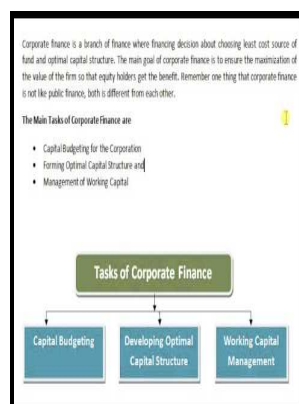 Corporate finance is a branch of finance where financing decision about choosing least cost source of
fund and optimal capital structure. The main goal of corporate finance is to ensure the maximization of
the value of the firm so that equity holders get the benefit. Remember one thing that corporate finance
is not like public finance, both is different from each other.
The Main Tasks of Corporate Finance are
• Capital Budgeting for the Corporation
• Forming Optimal Capital Structure and
• Management of Working Capital
Tasks of Corporate Finance
Capital Budgeting
Developing Optimal
Capital Structure
Working Capital
Management